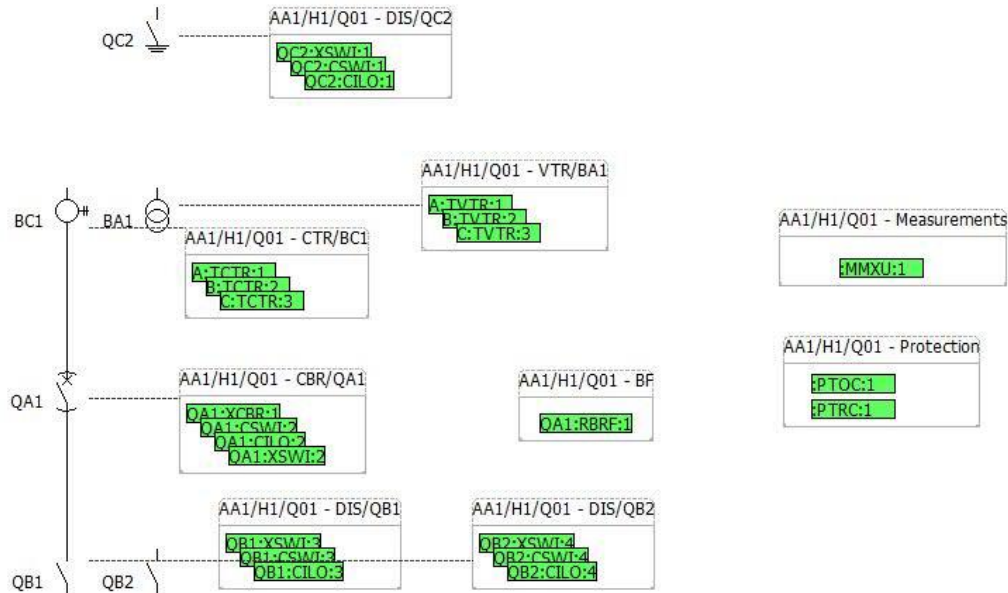 AA1/H1/Q01 - DIS/QC2
QC2
QC2:XSWI:1
QC2:CSWI:1
QC2:CILO:1
AA1/H1/Q01 - VTR/BA1
A:TVTR:1
B:TVTR:2
C:TVTR:3
BC1
BA1
AA1/H1/Q01 - CTR/BC1
A:TCTR:1
B:TCTR:2
C:TCTR:3
AA1/H1/Q01 - Measurements
:MMXU:1
AA1/H1/Q01 - Protection
:PTOC:1
:PTRC:1
QA1
AA1/H1/Q01 - CBR/QA1
QA1:XCBR:1
QA1:CSWI:2
QA1:CILO:2
QA1:XSWI:2
AA1/H1/Q01 - BF
QA1:RBRF:1
AA1/H1/Q01 - DIS/QB1
QB1:XSWI:3
QB1:CSWI:3
QB1:CILO:3
AA1/H1/Q01 - DIS/QB2
QB2:XSWI:4
QB2:CSWI:4
QB2:CILO:4
QB1
QB2